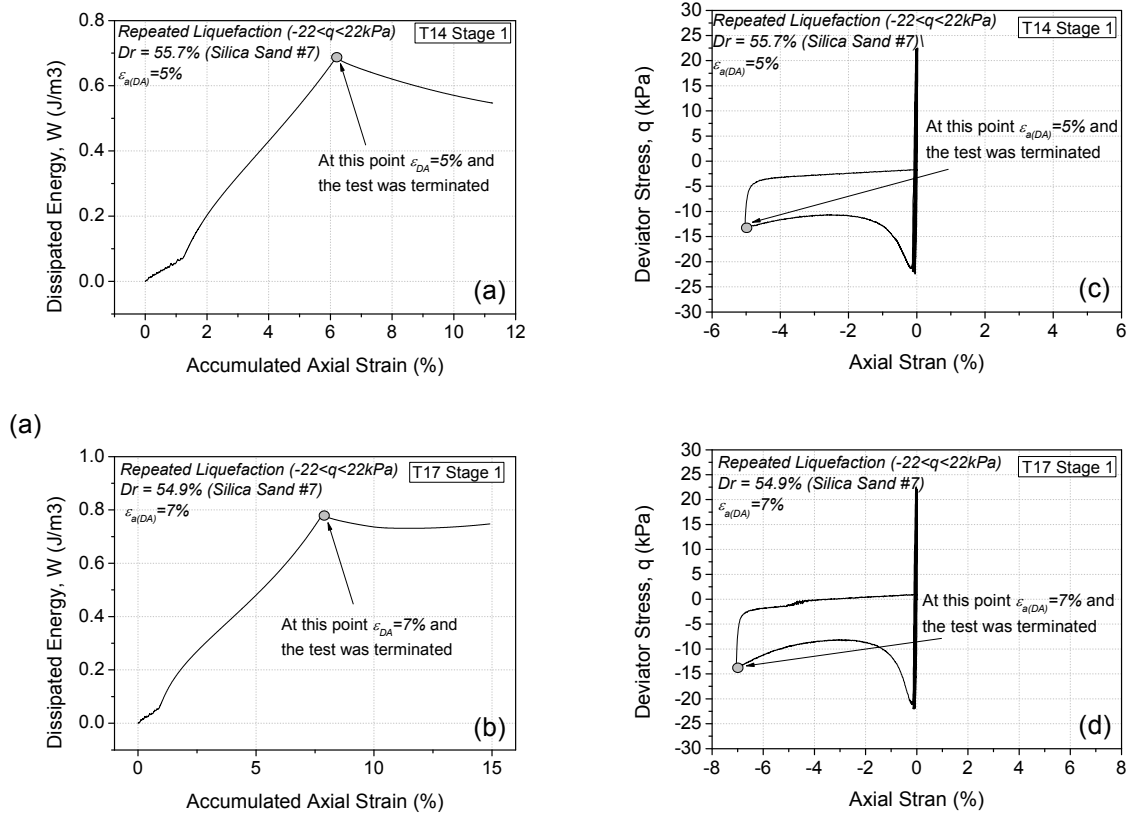 Repeated Liquefaction (-22<q<22kPa)
T14 Stage 1
Dr = 55.7% (Silica Sand #7)
εa(DA)=5%
0.8
0.6
0.4
0.2
0.0
Dissipated Energy, W (J/m3)
At this point εDA=5% and
the test was terminated
(a)
0 2 4 6 8 10 12
Accumulated Axial Strain (%)
Repeated Liquefaction (-22<q<22kPa)
T14 Stage 1
Dr = 55.7% (Silica Sand #7)\
εa(DA)=5%
30
25
20
15
10
5
0
-5
-10
-15
-20
-25
-30
Deviator Stress, q (kPa)
At this point εa(DA)=5% and
the test was terminated
(c)
-6 -4 -2 0 2 4 6
Axial Stran (%)
(a)
Repeated Liquefaction (-22<q<22kPa)
T17 Stage 1
Dr = 54.9% (Silica Sand #7)
εa(DA)=7%
1.0
0.8
0.6
0.4
0.2
0.0
Dissipated Energy, W (J/m3)
At this point εDA=7% and
the test was terminated
(b)
0 5 10 15
Accumulated Axial Strain (%)
Repeated Liquefaction (-22<q<22kPa)
T17 Stage 1
Dr = 54.9% (Silica Sand #7)
εa(DA)=7%
30
25
20
15
10
5
0
-5
-10
-15
-20
-25
-30
Deviator Stress, q (kPa)
At this point εa(DA)=7% and
the test was terminated
(d)
-8 -6 -4 -2 0 2 4 6 8
Axial Stran (%)